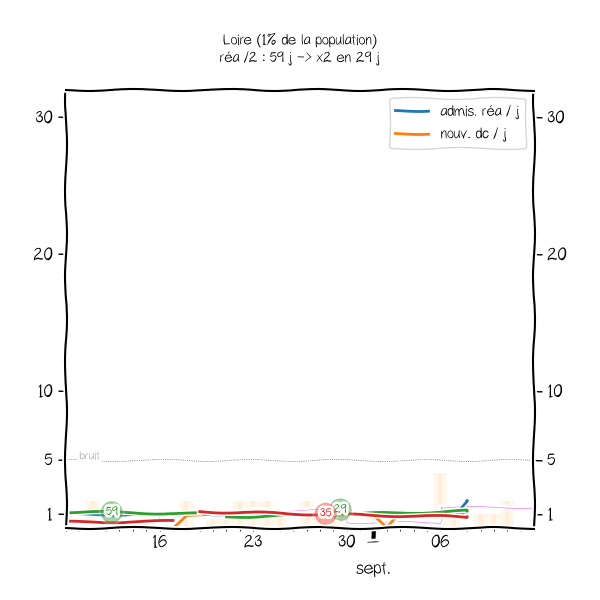 Loire (1% de la population)
réa /2 : 59 j -> x2 en 29 j
admis. réa / j
nouv. dc / j
30
30
20
20
10
10
5
bruit
5
1
59
35
29
1
16
23
30
06
sept.